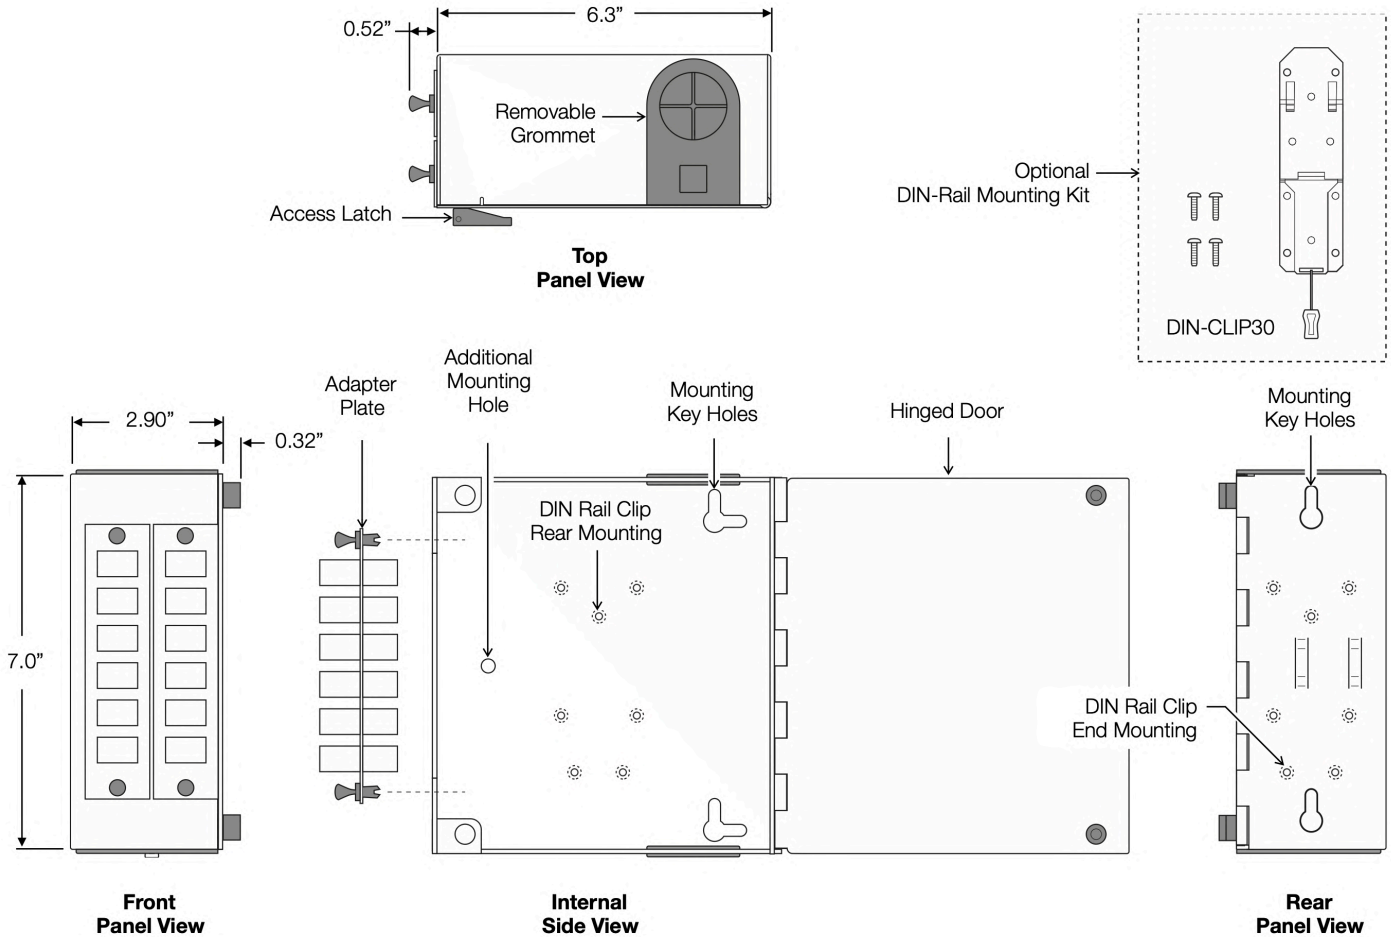 6.3”
0.52”
Removable
Grommet
Access Latch
Top
Panel View
Optional
DIN-Rail Mounting Kit
DIN-CLIP30
Additional
Mounting
Hole
Adapter
Plate
Mounting
Key Holes
Hinged Door
Mounting
Key Holes
2.90”
0.32”
DIN Rail Clip
Rear Mounting
7.0”
DIN Rail Clip
End Mounting
Front
Panel View
Internal
Side View
Rear
Panel View